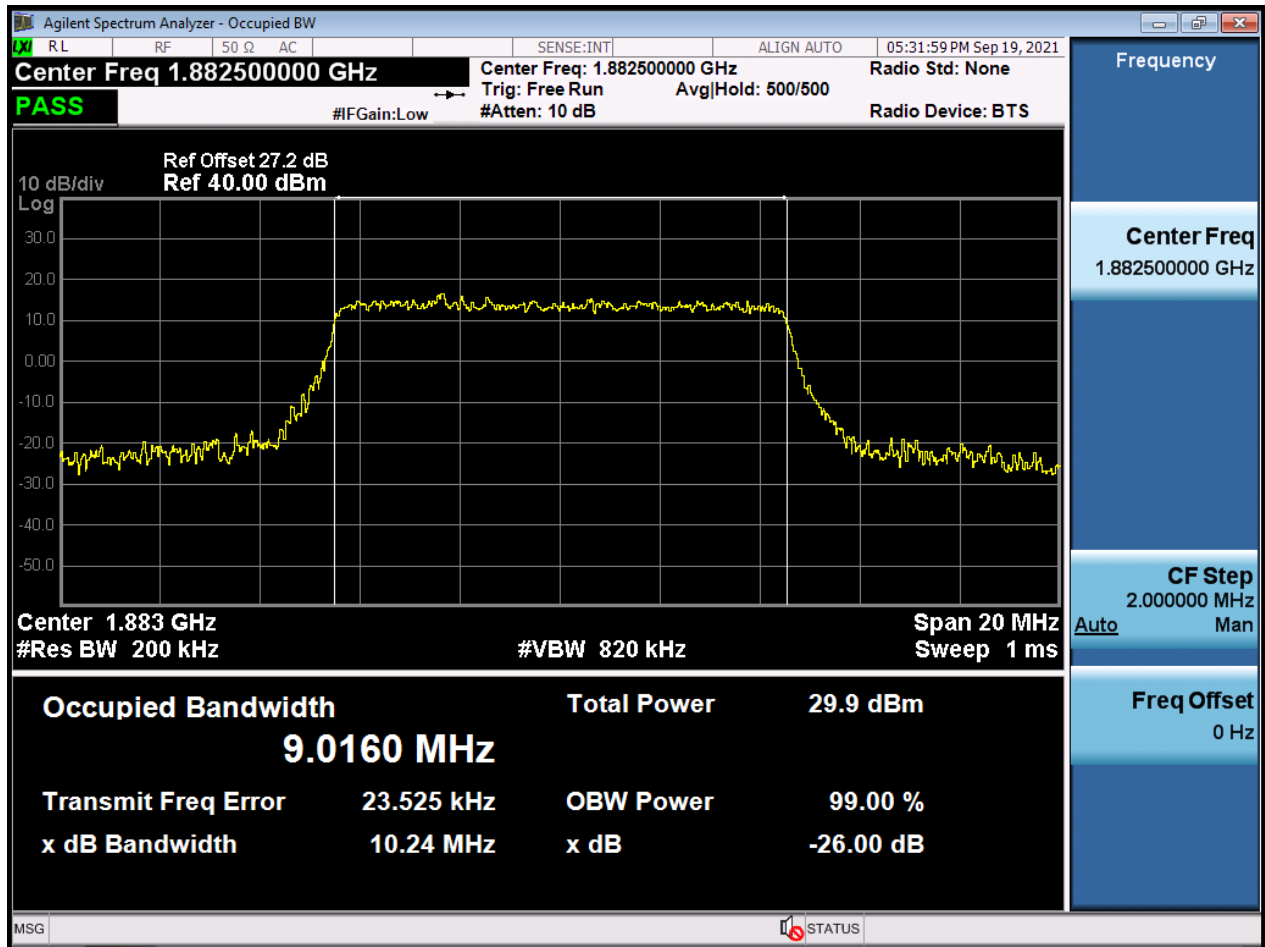 Agilent Spectrum Analyzer - Occupied BW
LXI RL RF 50 Ω AC SENSE:INT ALIGN AUTO 05:31:59 PM Sep 19, 2021
Center Freq 1.882500000 GHz
Center Freq: 1.882500000 GHz
Radio Std: None
Trig: Free Run
Avg|Hold: 500/500
PASS
#IFGain:Low
#Atten: 10 dB
Radio Device: BTS
Ref Offset 27.2 dB
10 dB/div
Ref 40.00 dBm
Log
30.0
20.0
10.0
0.00
-10.0
-20.0
-30.0
-40.0
-50.0
Center 1.883 GHz
Span 20 MHz
#Res BW 200 kHz
#VBW 820 kHz
Sweep 1 ms
Occupied Bandwidth
9.0160 MHz
Total Power 29.9 dBm
Transmit Freq Error 23.525 kHz
OBW Power 99.00 %
x dB Bandwidth 10.24 MHz
x dB -26.00 dB
Frequency
Center Freq
1.882500000 GHz
CF Step
2.000000 MHz
Auto Man
Freq Offset
0 Hz
MSG
STATUS